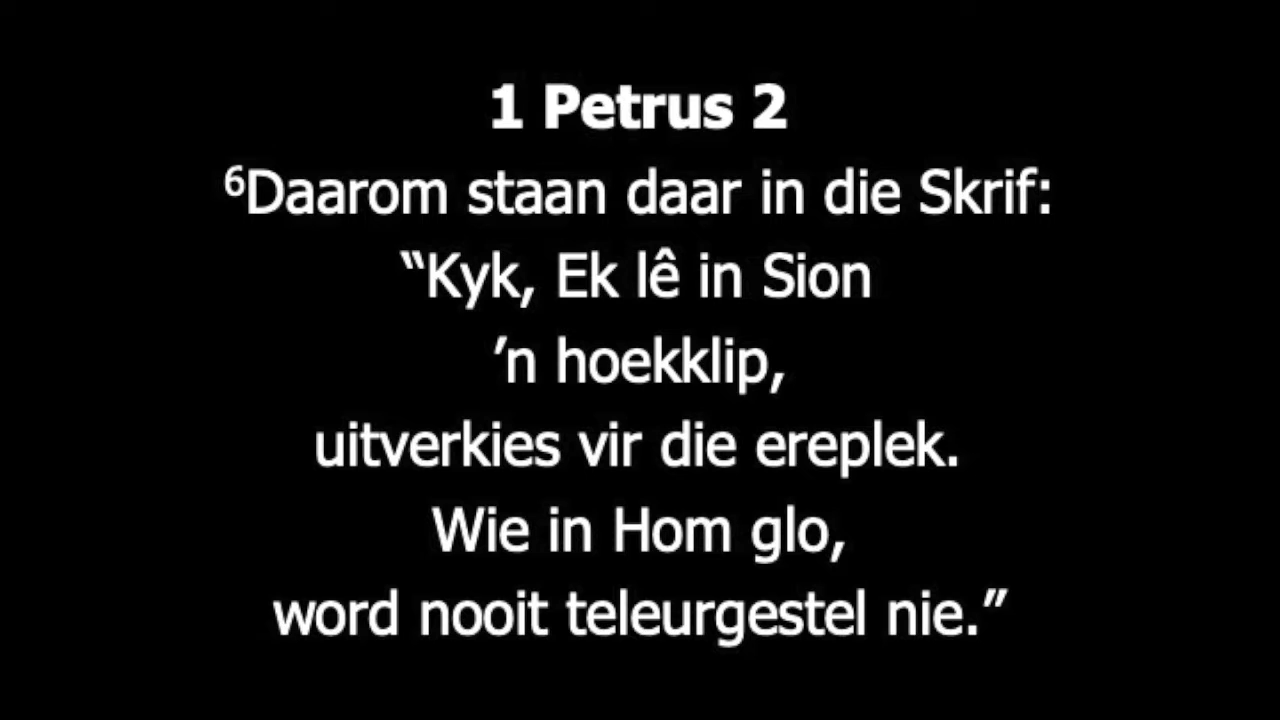 1 Petrus 2
⁶Daarom staan daar in die Skrif:
“Kyk, Ek lê in Sion
’n hoekklip,
uitverkies vir die ereplek.
Wie in Hom glo,
word nooit teleurgestel nie.”